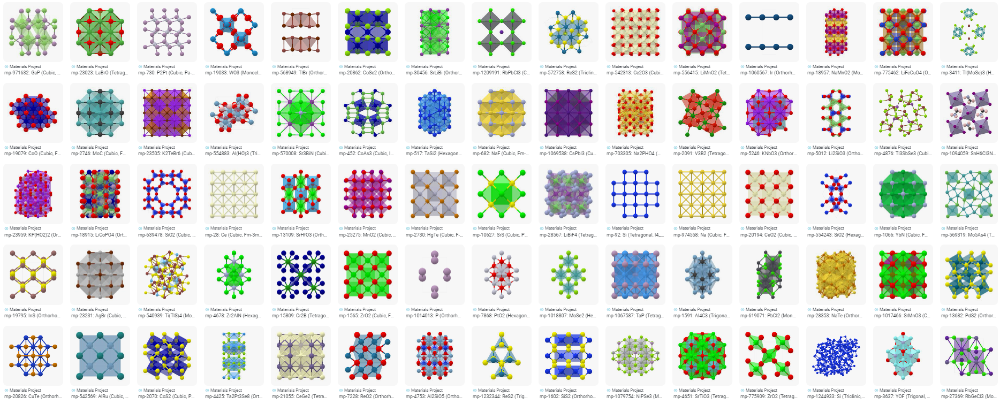 Materials Project Materials Project Materials Project Materials Project Materials Project Materials Project Materials Project Materials Project Materials Project Materials Project Materials Project Materials Project Materials Project Materials Project Materials Project
mp-971632: GaP (Cubic, ... mp-23023: LaBrO (Tetrag... mp-730: P2Pt (Cubic, Pa-... mp-19033: WO3 (Monocl... mp-568949: TlBr (Orthor... mp-20862: CoSe2 (Ortho... mp-30456: SrLiBi (Orthor... mp-1209191: RbPbCl3 (C... mp-572758: ReS2 (Triclin... mp-542313: Ce2O3 (Cubi... mp-556415: LiMnO2 (Tet... mp-1060567: Ir (Orthorh... mp-18957: NaMnO2 (Mo... mp-775462: LiFeCuO4 (O... mp-3411: Tl(MoSe)3 (H...
Materials Project Materials Project Materials Project Materials Project Materials Project Materials Project Materials Project Materials Project Materials Project Materials Project Materials Project Materials Project Materials Project Materials Project Materials Project
mp-19079: CoO (Cubic, F... mp-2746: MoC (Cubic, F... mp-23505: K2TeBr6 (Cub... mp-554883: Al(HO)3 (Tri... mp-570008: Sr3BiN (Cubi... mp-452: CoAs3 (Cubic, I... mp-517: TaSi2 (Hexagon... mp-682: NaF (Cubic, Fm-... mp-1069538: CsPbI3 (Cu... mp-703305: Na2PHO4 (... mp-2091: V3B2 (Tetrago... mp-5246: KNbO3 (Orthor... mp-5012: Li2SiO3 (Ortho... mp-4876: Tl3SbSe3 (Cubi... mp-1094059: SnH6CI3N...
Materials Project Materials Project Materials Project Materials Project Materials Project Materials Project Materials Project Materials Project Materials Project Materials Project Materials Project Materials Project Materials Project Materials Project Materials Project
mp-23959: KP(HO2)2 (Or... mp-18915: LiCoPO4 (Ort... mp-639478: SiO2 (Cubic, ... mp-28: Ce (Cubic, Fm-3m... mp-13109: SrHfO3 (Orth... mp-25275: MnO2 (Cubic, ... mp-2730: HgTe (Cubic, F-... mp-10627: SrS (Cubic, P... mp-28567: LiBiF4 (Tetrag... mp-92: Si (Tetragonal, I4_... mp-974558: Na (Cubic, F... mp-20194: CeO2 (Cubic, ... mp-554243: SiO2 (Hexag... mp-1066: YbN (Cubic, F... mp-569319: Mo5As4 (T...
Materials Project Materials Project Materials Project Materials Project Materials Project Materials Project Materials Project Materials Project Materials Project Materials Project Materials Project Materials Project Materials Project Materials Project Materials Project
mp-19795: InS (Orthorho... mp-23231: AgBr (Cubic, ... mp-540939: Ti(TlS)4 (Mo... mp-4678: Zr2AlN (Hexag... mp-15809: Cr2B (Tetrago... mp-1565: ZrO2 (Cubic, F... mp-1014013: P (Orthorh... mp-7868: PtO2 (Hexagon... mp-1018807: MoSe2 (He... mp-1067587: TaP (Tetrag... mp-1591: Al4C3 (Trigona... mp-619071: PbCl2 (Mon... mp-28353: NaTe (Orthor... mp-1017466: SrMnO3 (C... mp-13682: PdS2 (Orthor...
Materials Project Materials Project Materials Project Materials Project Materials Project Materials Project Materials Project Materials Project Materials Project Materials Project Materials Project Materials Project Materials Project Materials Project Materials Project
mp-20826: CuTe (Orthorh... mp-542569: AlRu (Cubic, ... mp-2070: CoS2 (Cubic, P... mp-4425: Ta2Pt3Se8 (Ort... mp-21055: CeGe2 (Tetra... mp-7228: ReO2 (Orthorh... mp-4753: Al2SiO5 (Ortho... mp-1232344: ReS2 (Trig... mp-1602: SiS2 (Orthorho... mp-1079754: NiPSe3 (M... mp-4651: SrTiO3 (Tetrag... mp-775909: ZrO2 (Tetrag... mp-1244933: Si (Triclinic,... mp-3637: YOF (Trigonal, ... mp-27369: RbGeCl3 (Mo...